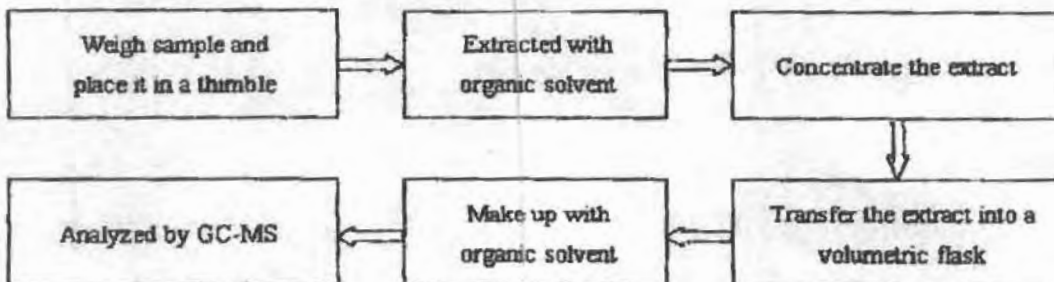 Weigh sample and
place it in a thimble
Extracted with
organic solvent
Concentrate the extract
Transfer the extract into a
volumetric flask
Make up with
organic solvent
Analyzed by GC-MS